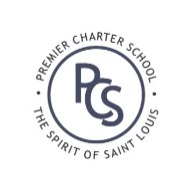 • PREMIER CHARTER SCHOOL •
PCS
THE SPIRIT OF SAINT LOUIS